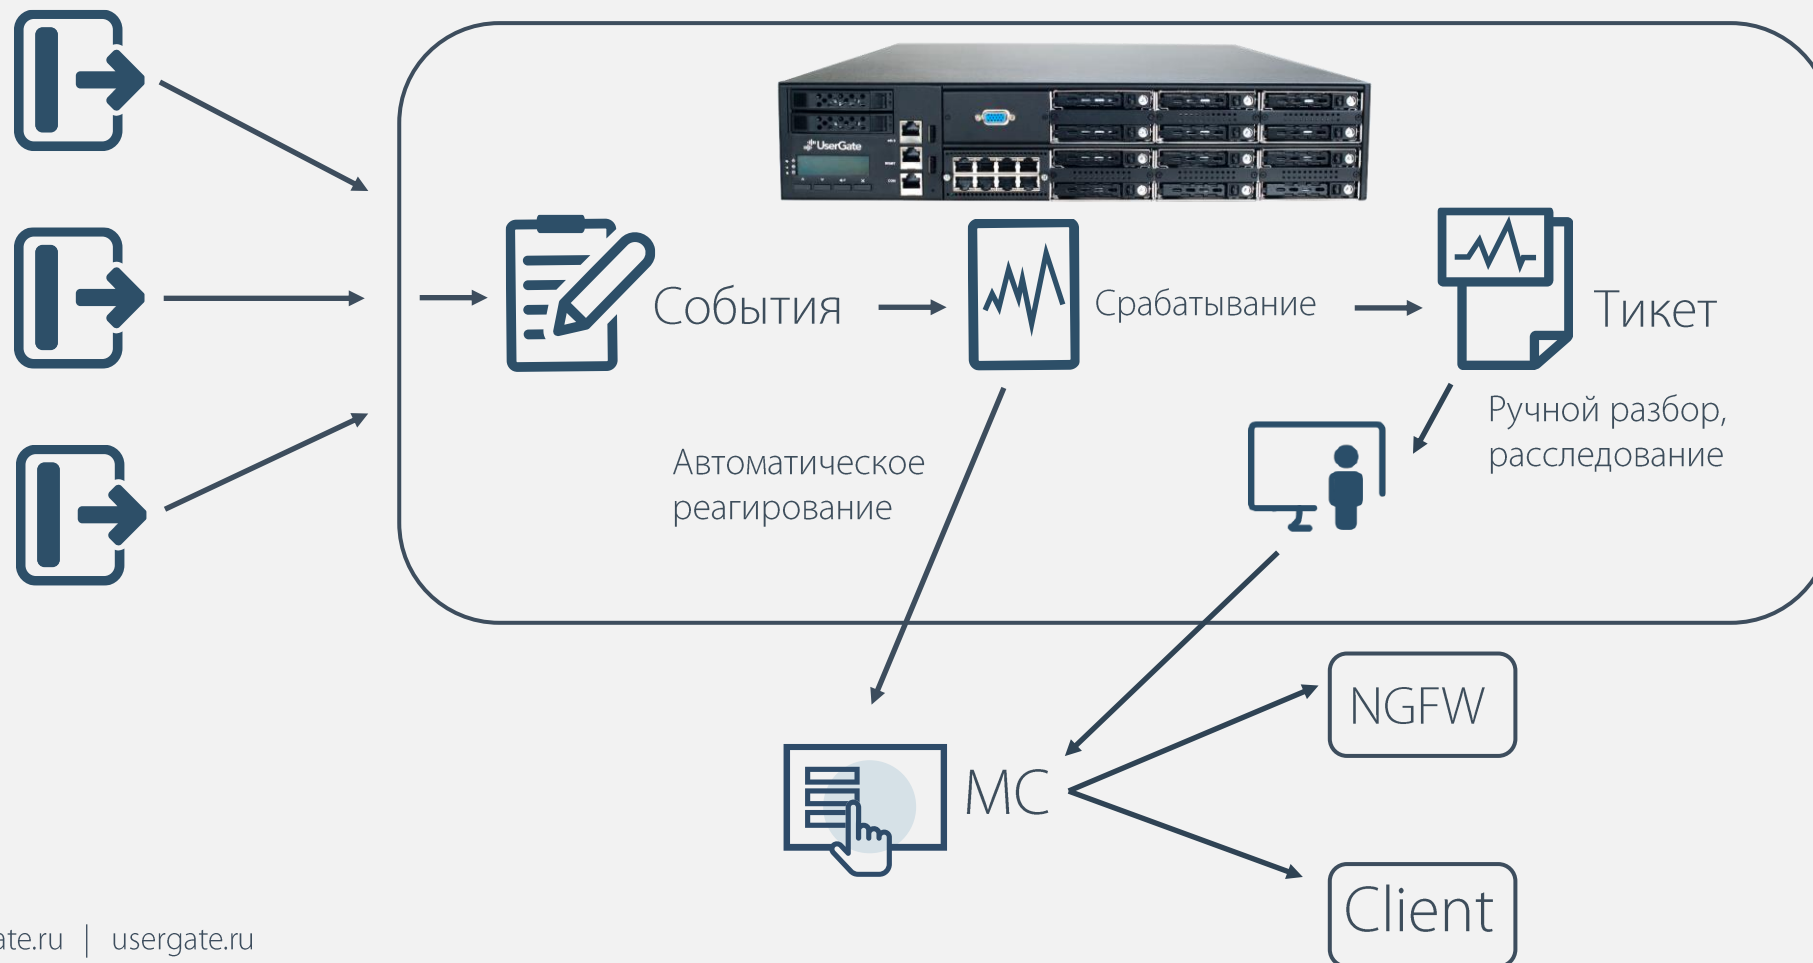 UserGate
События
Срабатывание
Тикет
Ручной разбор,
расследование
Автоматическое
реагирование
NGFW
MC
Client
ate.ru | usergate.ru